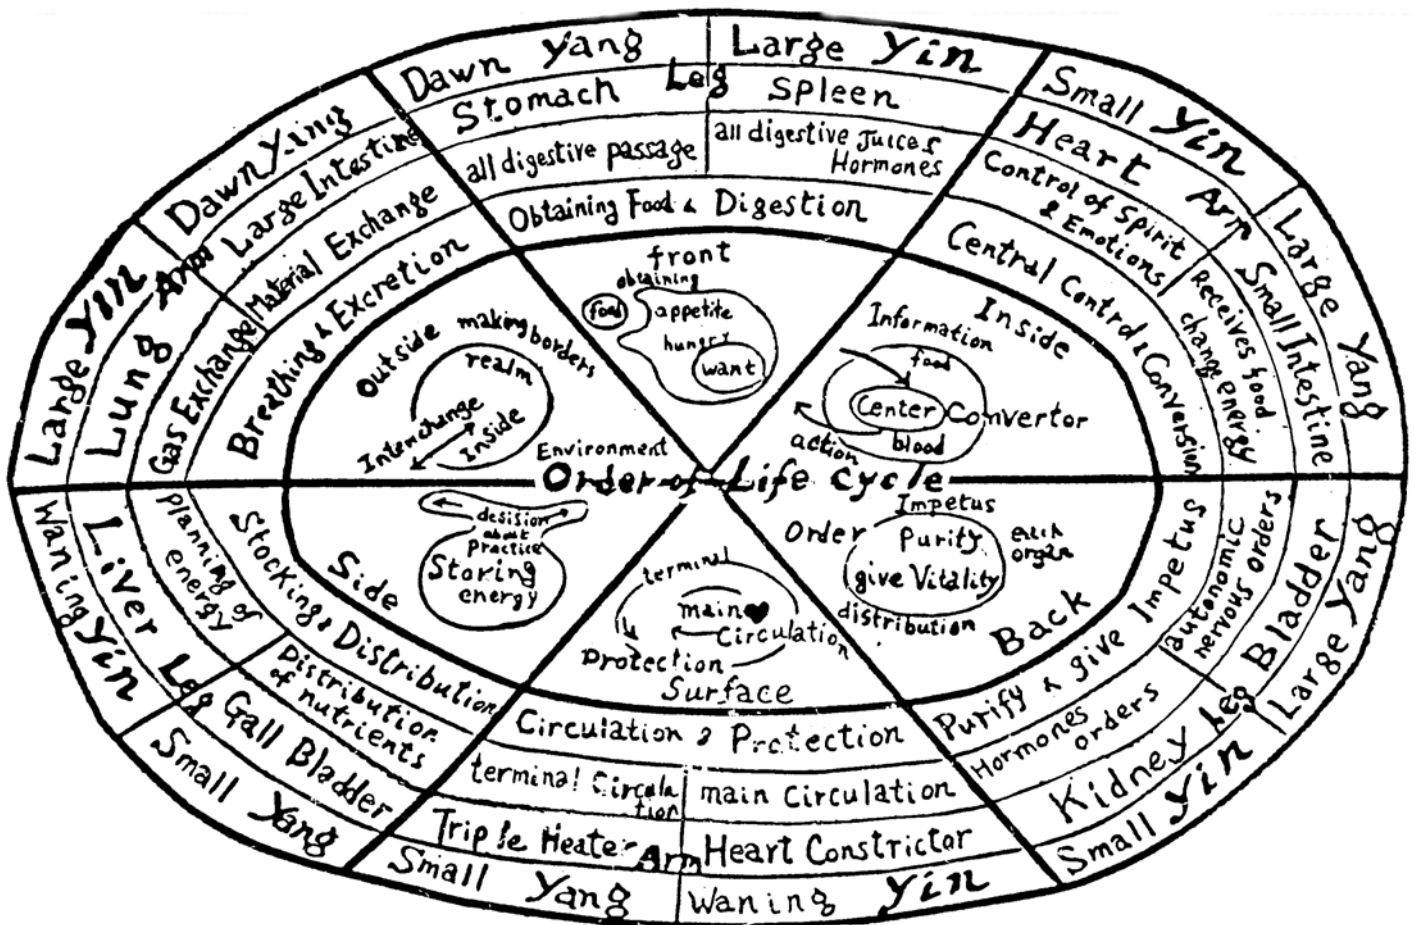 Dawn Yang
Large Yin
Leg
Stomach
Spleen
all digestive passage
all digestive Juices
Hormones
Obtaining Food & Digestion
front
obtaining
food
appetite
hungry
want
Small Yin
Heart
Arm
Control of Spirit
& Emotions
Central Control & Conversion
Large Yang
Small Intestine
Receives food
change energy
Inside
Information
food
Center
Convertor
blood
action
Large Yang
Bladder
Leg
autonomic
nervous orders
Purify & give Impetus
Small Yin
Kidney
Hormones
orders
Back
Impetus
Order
Purity
each
organ
give Vitality
distribution
Circulation & Protection
terminal Circula
tion
main Circulation
Triple Heater
Arm
Heart Constrictor
Small Yang
Waning Yin
terminal
main
Circulation
Protection
Surface
Small Yang
Gall Bladder
Leg
Distribution
of nutrients
Stocking & Distribution
Waning Yin
Liver
Planning of
energy
Side
desision
about
Practice
Storing
energy
Large Yin
Lung
Gas Exchange
Breathing & Excretion
Dawn Ying
Large Intestine
Material Exchange
Outside
making borders
realm
Interchange
Inside
Environment
Order of Life cycle